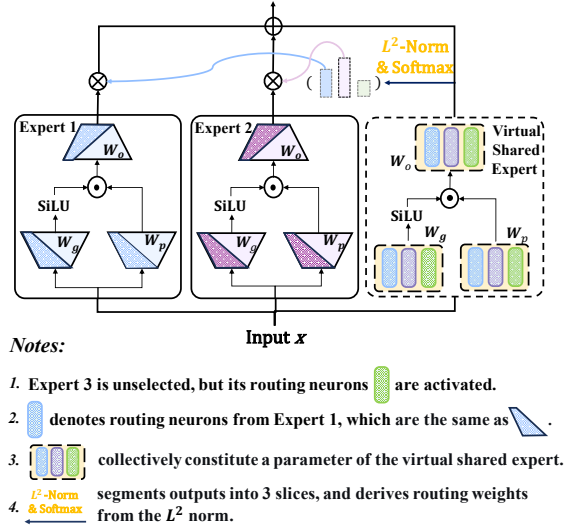 L²-Norm
& Softmax
( )
Expert 1
Expert 2
Virtual
Shared
Expert
W_o
W_o
W_o
SiLU
SiLU
SiLU
W_g
W_p
W_g
W_p
W_g
W_p
Input x
Notes:
1. Expert 3 is unselected, but its routing neurons are activated.
2. denotes routing neurons from Expert 1, which are the same as .
3. collectively constitute a parameter of the virtual shared expert.
4. L²-Norm & Softmax segments outputs into 3 slices, and derives routing weights
from the L² norm.